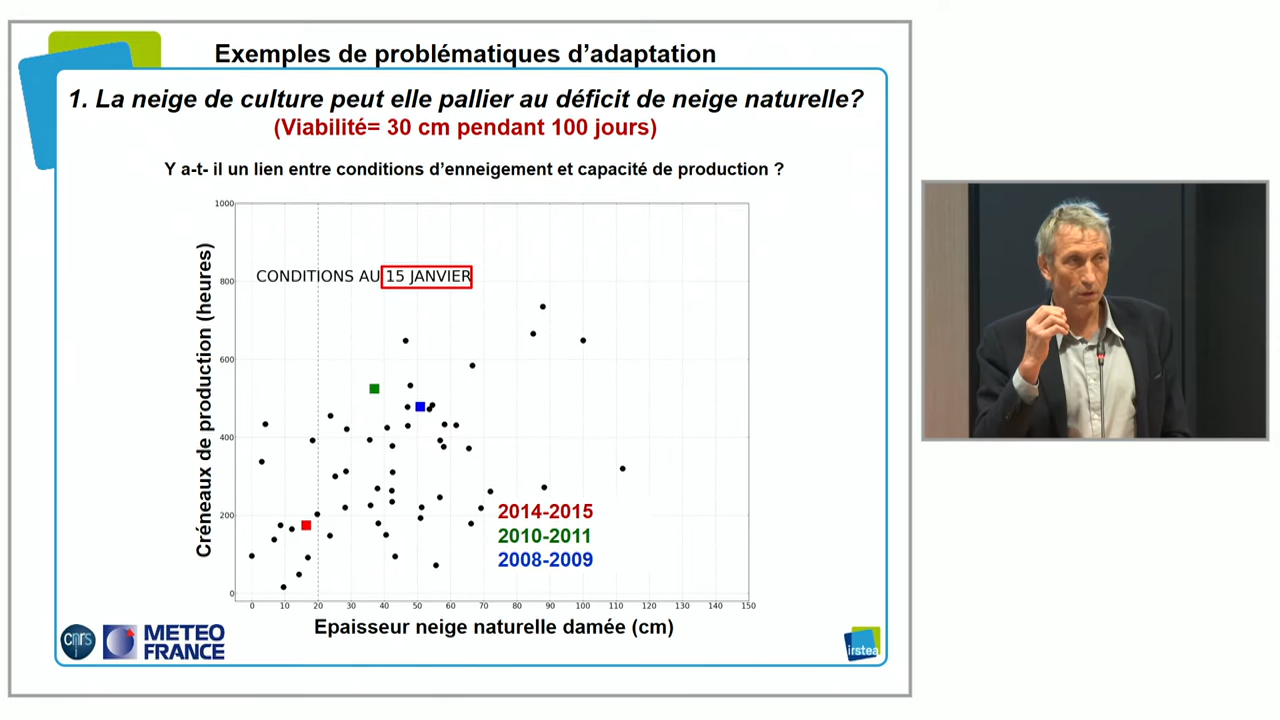 Exemples de problématiques d'adaptation
1. La neige de culture peut elle pallier au déficit de neige naturelle?
(Viabilité= 30 cm pendant 100 jours)
Y a-t- il un lien entre conditions d'enneigement et capacité de production ?
Créneaux de production (heures)
1000
800
600
400
200
0
CONDITIONS AU 15 JANVIER
2014-2015
2010-2011
2008-2009
0 10 20 30 40 50 60 70 80 90 100 110 120 130 140 150
Epaisseur neige naturelle damée (cm)
cnrs
METEO
FRANCE
irstea